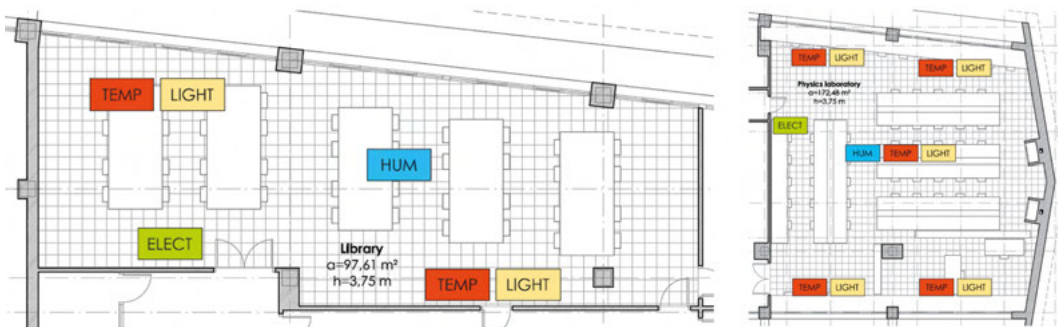 TEMP LIGHT
HUM
ELECT
Library
a=97,61 m²
h=3,75 m
TEMP LIGHT
TEMP LIGHT
TEMP LIGHT
Physics laboratory
a=172,48 m²
h=3,75 m
ELECT
HUM TEMP LIGHT
TEMP LIGHT
TEMP LIGHT